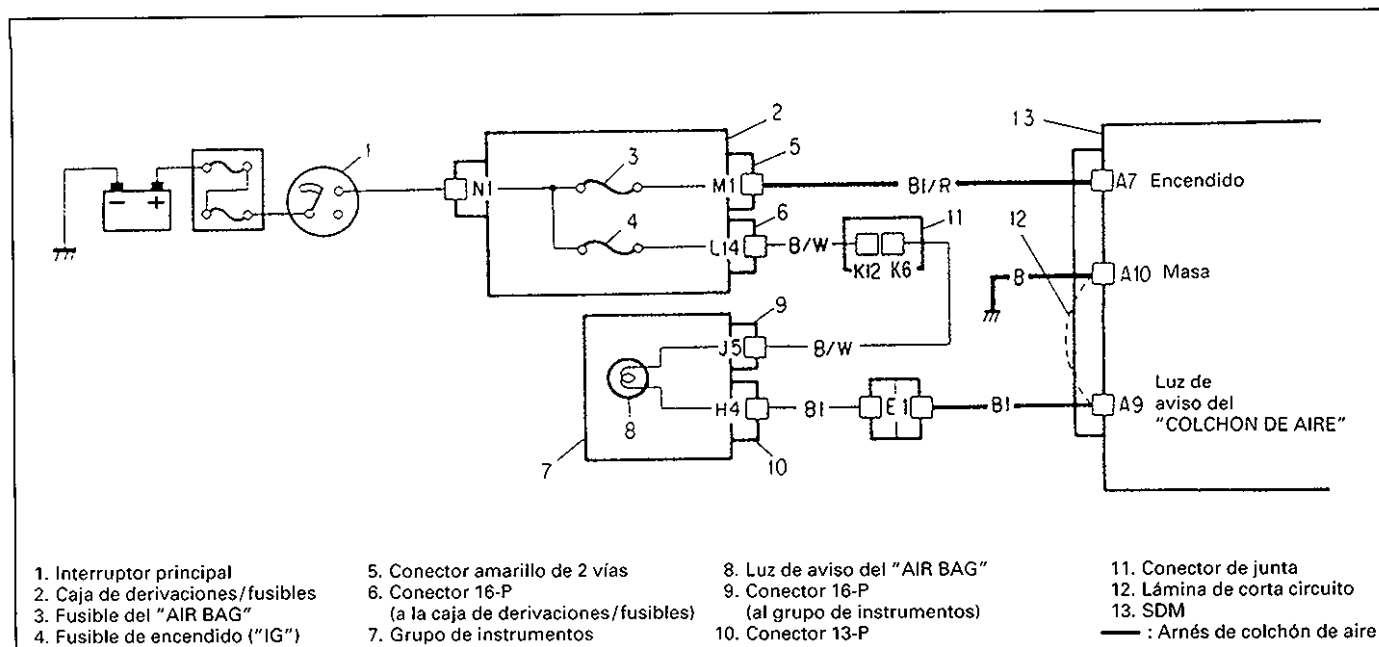 2
13
1
3
5
N1
M1
Bl/R
A7 Encendido
4
6
11
12
L14
B/W
K12 K6
B
A10 Masa
9
J5
B/W
Luz de
aviso del
"COLCHON DE AIRE"
H4
Bl
E1
Bl
A9
8
7
10
1. Interruptor principal
2. Caja de derivaciones/fusibles
3. Fusible del "AIR BAG"
4. Fusible de encendido ("IG")
5. Conector amarillo de 2 vías
6. Conector 16-P
(a la caja de derivaciones/fusibles)
7. Grupo de instrumentos
8. Luz de aviso del "AIR BAG"
9. Conector 16-P
(al grupo de instrumentos)
10. Conector 13-P
11. Conector de junta
12. Lámina de corta circuito
13. SDM
: Arnés de colchón de aire